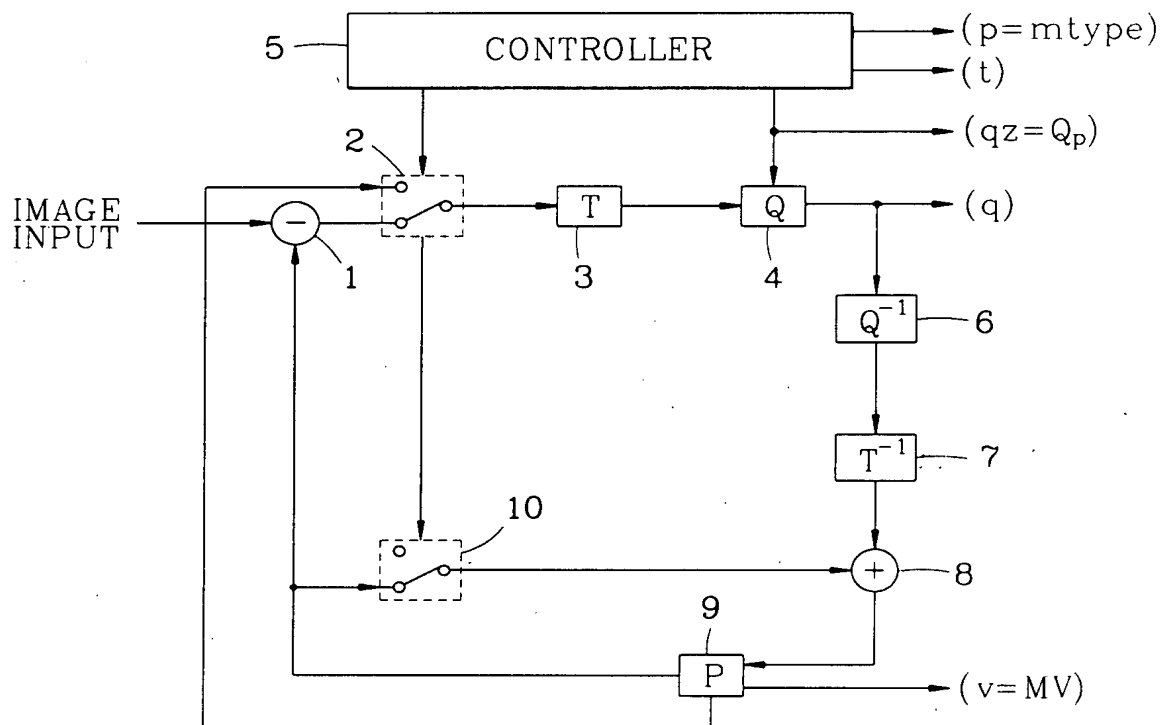 5
CONTROLLER
(p=mtype)
(t)
(qz=Qp)
2
IMAGE
INPUT
−
1
T
3
Q
4
(q)
Q⁻¹
6
T⁻¹
7
10
+
8
9
P
(v=MV)